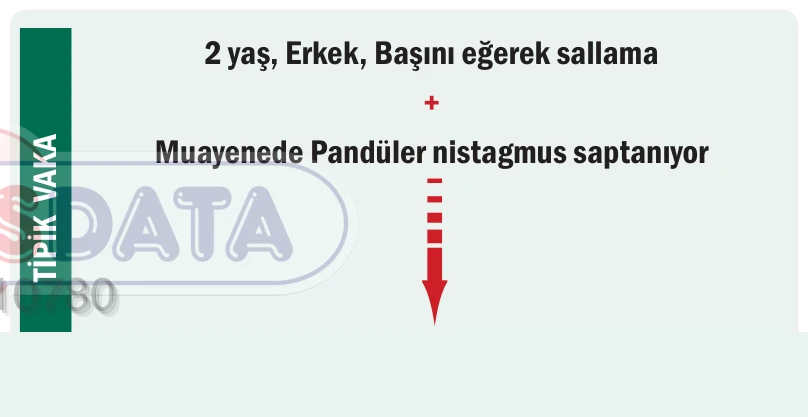 2 yaş, Erkek, Başını eğerek sallama
+
Muayenede Pandüler nistagmus saptanıyor
TİPİK VAKA
DATA
10780